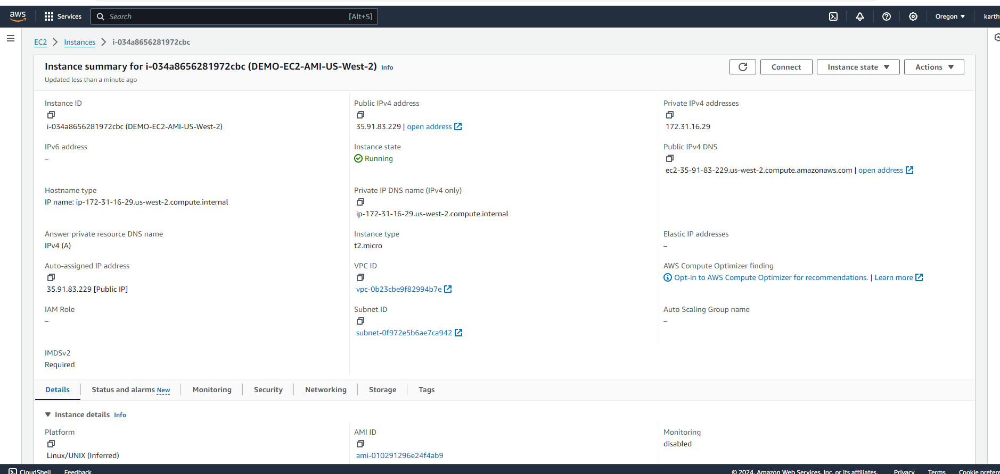 aws
Services
Search [Alt+S]
Oregon ▼
karth
EC2 > Instances > i-034a8656281972cbc
Instance summary for i-034a8656281972cbc (DEMO-EC2-AMI-US-West-2) Info
Connect
Instance state ▼
Actions ▼
Updated less than a minute ago
Instance ID
Public IPv4 address
Private IPv4 addresses
i-034a8656281972cbc (DEMO-EC2-AMI-US-West-2)
35.91.83.229 | open address
172.31.16.29
IPv6 address
Instance state
Public IPv4 DNS
–
Running
ec2-35-91-83-229.us-west-2.compute.amazonaws.com | open address
Hostname type
Private IP DNS name (IPv4 only)
IP name: ip-172-31-16-29.us-west-2.compute.internal
ip-172-31-16-29.us-west-2.compute.internal
Answer private resource DNS name
Instance type
Elastic IP addresses
IPv4 (A)
t2.micro
–
Auto-assigned IP address
VPC ID
AWS Compute Optimizer finding
Opt-in to AWS Compute Optimizer for recommendations. | Learn more
35.91.83.229 [Public IP]
vpc-0b23cbe9f82994b7e
IAM Role
Subnet ID
Auto Scaling Group name
–
–
subnet-0f972e5b6ae7ca942
IMDSv2
Required
Details
Status and alarms New
Monitoring
Security
Networking
Storage
Tags
▼ Instance details Info
Platform
AMI ID
Monitoring
disabled
Linux/UNIX (Inferred)
ami-010291296e24f4ab9
CloudShell
Feedback
© 2024, Amazon Web Services, Inc. or its affiliates.
Privacy
Terms
Cookie prefere